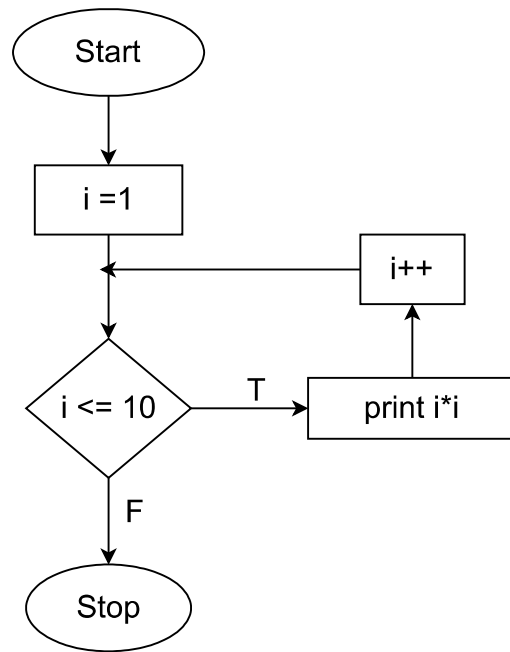 Start
i =1
i++
i <= 10
T
print i*i
F
Stop